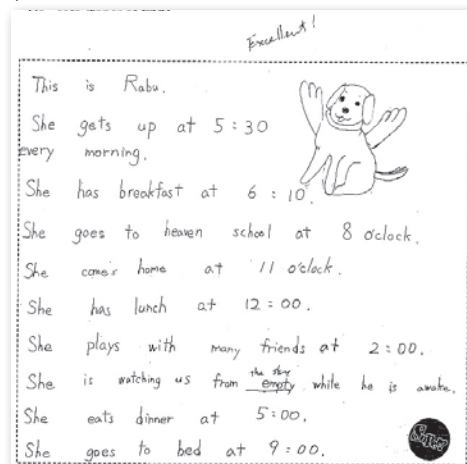 Excellent!
This is Rabu.
She gets up at 5:30
every morning.
She has breakfast at 6:10.
She goes to heaven school at 8 o'clock.
She comes home at 11 o'clock.
She has lunch at 12:00.
She plays with many friends at 2:00.
the sky
She is watching us from empty while he is awake.
She eats dinner at 5:00.
She goes to bed at 9:00.